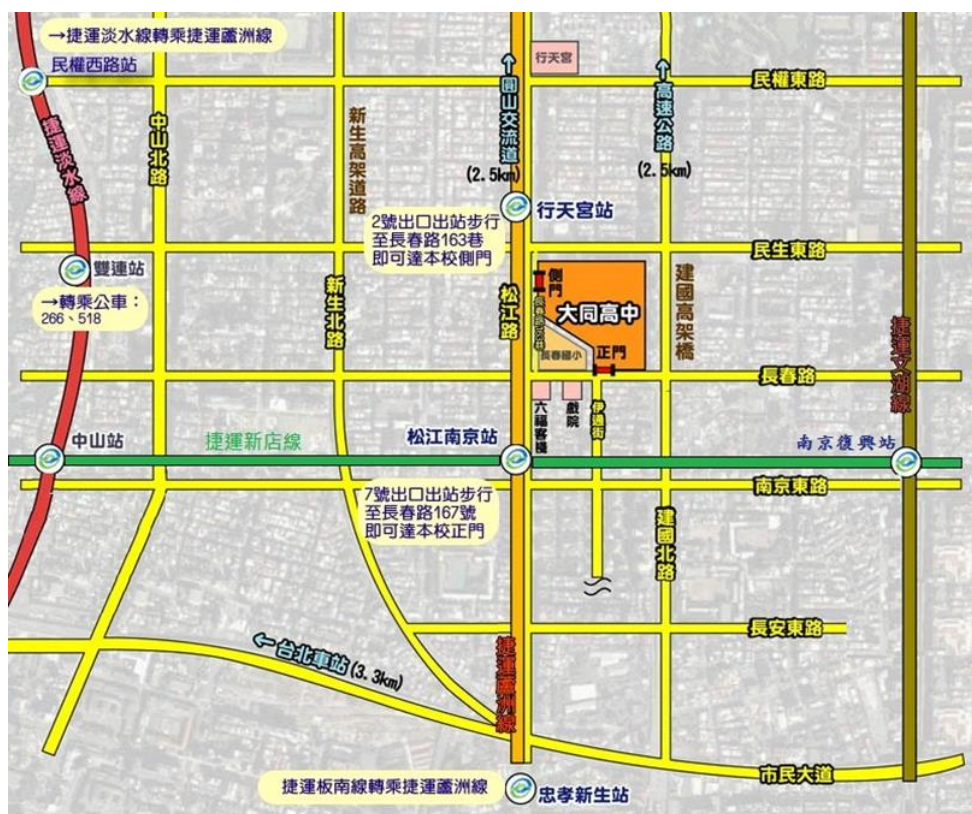 →捷運淡水線轉乘捷運蘆洲線
民權西路站
行天宮
民權東路
捷運淡水線
中山北路
新生高架道路
圓山交流道
(2.5km)
高速公路
(2.5km)
行天宮站
2號出口出站步行
至長春路163巷
即可達本校側門
民生東路
雙連站
→轉乘公車：
266、518
新生北路
松江路
側門
大同高中
長春國小
正門
建國高架橋
捷運文湖線
長春路
六福客棧
戲院
伊通街
中山站
捷運新店線
松江南京站
南京復興站
7號出口出站步行
至長春路167號
即可達本校正門
南京東路
建國北路
長安東路
←台北車站(3.3km)
捷運蘆洲線
市民大道
捷運板南線轉乘捷運蘆洲線
忠孝新生站